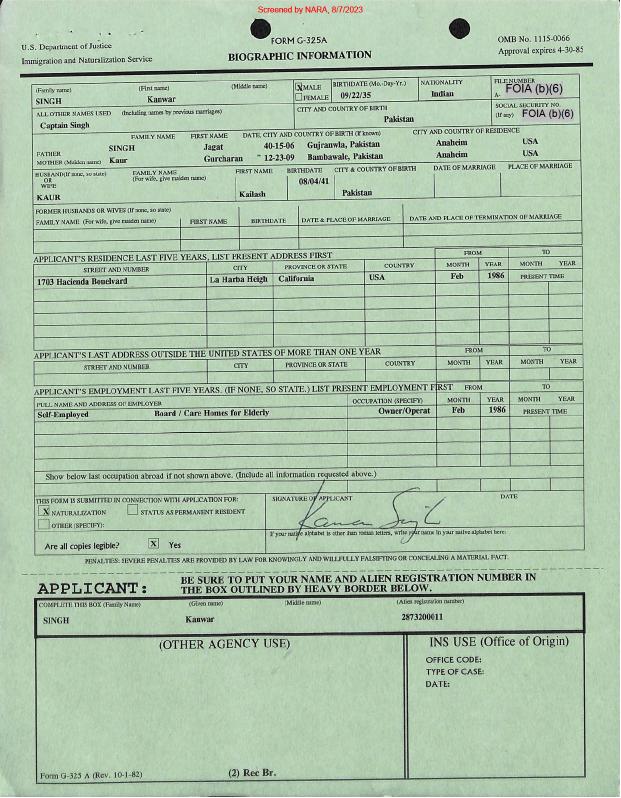 Screened by NARA, 8/7/2023
U.S. Department of Justice
Immigration and Naturalization Service
FORM G-325A
BIOGRAPHIC INFORMATION
OMB No. 1115-0066
Approval expires 4-30-85
(Family name) (First name) (Middle name)
SINGH Kanwar
X MALE
FEMALE
BIRTHDATE (Mo.-Day-Yr.)
09/22/35
NATIONALITY
Indian
FILE NUMBER
A- FOIA (b)(6)
ALL OTHER NAMES USED (Including names by previous marriages)
Captain Singh
CITY AND COUNTRY OF BIRTH
Pakistan
SOCIAL SECURITY NO.
(If any) FOIA (b)(6)
FAMILY NAME FIRST NAME DATE, CITY AND COUNTRY OF BIRTH (If known) CITY AND COUNTRY OF RESIDENCE
FATHER SINGH Jagat 40-15-06 Gujranwla, Pakistan Anaheim USA
MOTHER (Maiden name) Kaur Gurcharan " 12-23-09 Bambawale, Pakistan Anaheim USA
HUSBAND(If none, so state) OR WIFE
FAMILY NAME (For wife, give maiden name)
FIRST NAME BIRTHDATE CITY & COUNTRY OF BIRTH DATE OF MARRIAGE PLACE OF MARRIAGE
KAUR Kailash 08/04/41 Pakistan
FORMER HUSBANDS OR WIVES (If none, so state)
FAMILY NAME (For wife, give maiden name) FIRST NAME BIRTHDATE DATE & PLACE OF MARRIAGE DATE AND PLACE OF TERMINATION OF MARRIAGE
APPLICANT'S RESIDENCE LAST FIVE YEARS, LIST PRESENT ADDRESS FIRST FROM TO
STREET AND NUMBER CITY PROVINCE OR STATE COUNTRY MONTH YEAR MONTH YEAR
1703 Hacienda Bouelvard La Harba Heigh California USA Feb 1986 PRESENT TIME
APPLICANT'S LAST ADDRESS OUTSIDE THE UNITED STATES OF MORE THAN ONE YEAR FROM TO
STREET AND NUMBER CITY PROVINCE OR STATE COUNTRY MONTH YEAR MONTH YEAR
APPLICANT'S EMPLOYMENT LAST FIVE YEARS. (IF NONE, SO STATE.) LIST PRESENT EMPLOYMENT FIRST FROM TO
FULL NAME AND ADDRESS OF EMPLOYER OCCUPATION (SPECIFY) MONTH YEAR MONTH YEAR
Self-Employed Board / Care Homes for Elderly Owner/Operat Feb 1986 PRESENT TIME
Show below last occupation abroad if not shown above. (Include all information requested above.)
THIS FORM IS SUBMITTED IN CONNECTION WITH APPLICATION FOR:
X NATURALIZATION STATUS AS PERMANENT RESIDENT
OTHER (SPECIFY):
Are all copies legible? X Yes
SIGNATURE OF APPLICANT DATE
Kanwar Singh
If your native alphabet is other than roman letters, write your name in your native alphabet here:
PENALTIES: SEVERE PENALTIES ARE PROVIDED BY LAW FOR KNOWINGLY AND WILLFULLY FALSIFTING OR CONCEALING A MATERIAL FACT.
APPLICANT: BE SURE TO PUT YOUR NAME AND ALIEN REGISTRATION NUMBER IN
THE BOX OUTLINED BY HEAVY BORDER BELOW.
COMPLETE THIS BOX (Family Name) (Given name) (Middle name) (Alien registration number)
SINGH Kanwar 2873200011
(OTHER AGENCY USE)
INS USE (Office of Origin)
OFFICE CODE:
TYPE OF CASE:
DATE:
Form G-325 A (Rev. 10-1-82)
(2) Rec Br.